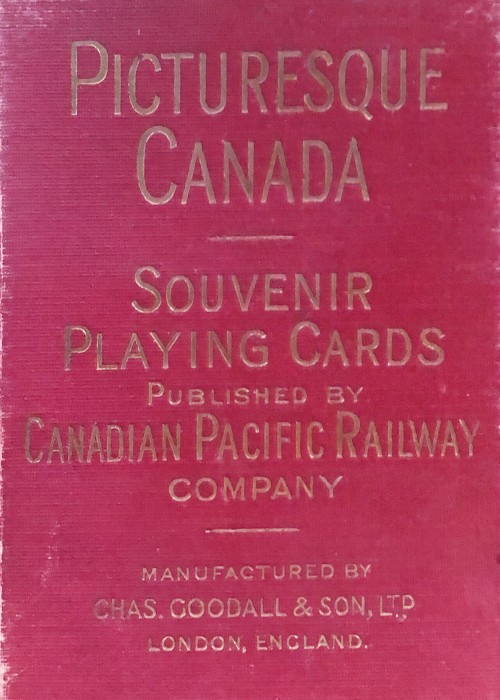 PICTURESQUE
CANADA
SOUVENIR
PLAYING CARDS
PUBLISHED BY
CANADIAN PACIFIC RAILWAY
COMPANY
MANUFACTURED BY
CHAS. GOODALL & SON, LTD
LONDON, ENGLAND.